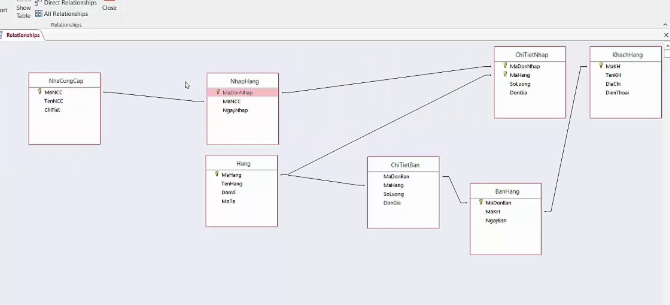 ort
Show
Table
Direct Relationships
All Relationships
Close
Relationships
Relationships
NhaCungCap
MaNCC
TenNCC
ChiTiet
NhapHang
MaDonNhap
MaNCC
NgayNhap
ChiTietNhap
MaDonNhap
MaHang
SoLuong
DonGia
KhachHang
MaKH
TenKH
DiaChi
DienThoai
Hang
MaHang
TenHang
DonVi
MoTa
ChiTietBan
MaDonBan
MaHang
SoLuong
DonGia
BanHang
MaDonBan
MaKH
NgayBan